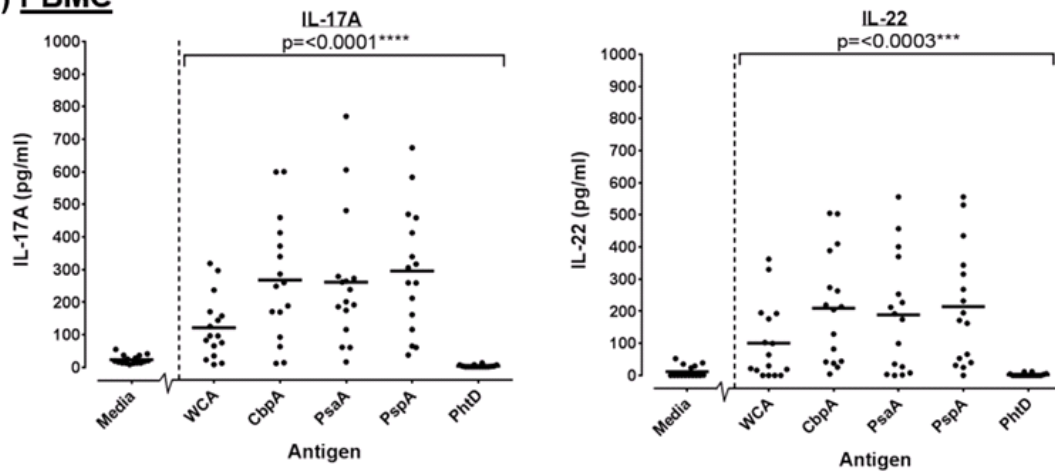 ) PBMC
IL-17A
p=<0.0001****
1000
900
800
700
600
500
400
300
200
100
0
IL-17A (pg/ml)
Media
WCA
CbpA
PsaA
PspA
PhtD
Antigen
IL-22
p=<0.0003***
1000
900
800
700
600
500
400
300
200
100
0
IL-22 (pg/ml)
Media
WCA
CbpA
PsaA
PspA
PhtD
Antigen